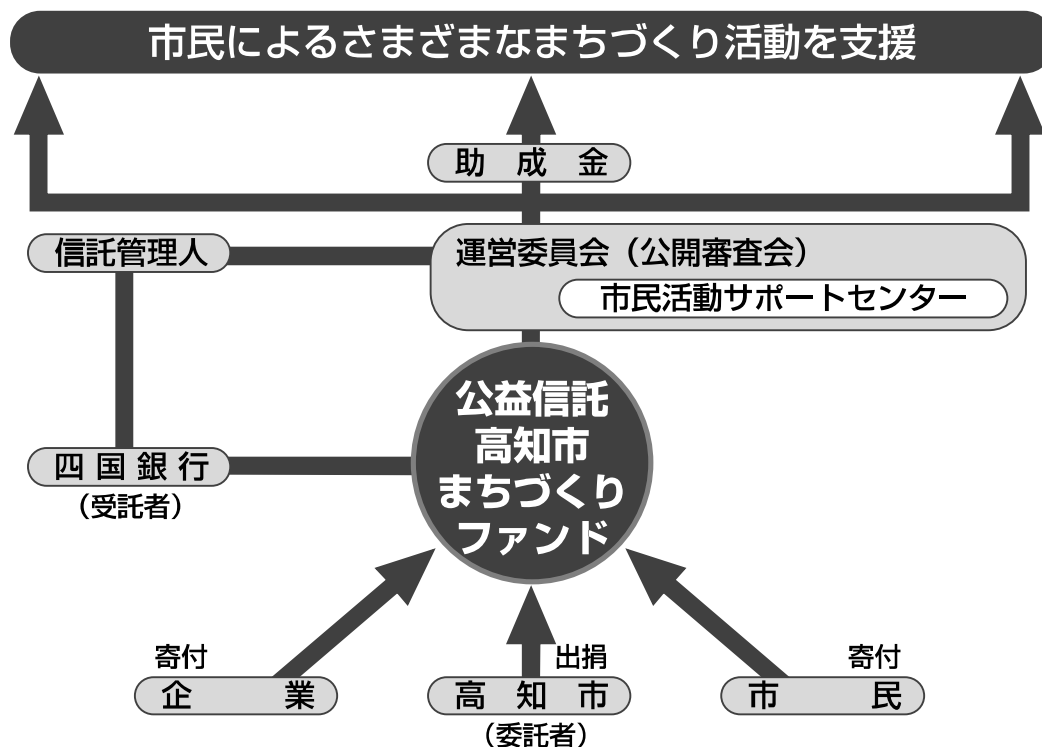 市民によるさまざまなまちづくり活動を支援
助成金
信託管理人
運営委員会（公開審査会）
市民活動サポートセンター
公益信託
高知市
まちづくり
ファンド
四国銀行
（受託者）
寄付
企業
出捐
高知市
（委託者）
寄付
市民